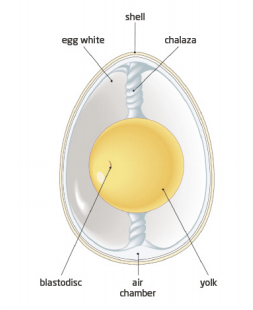 shell
egg white
chalaza
blastodisc
air
chamber
yolk